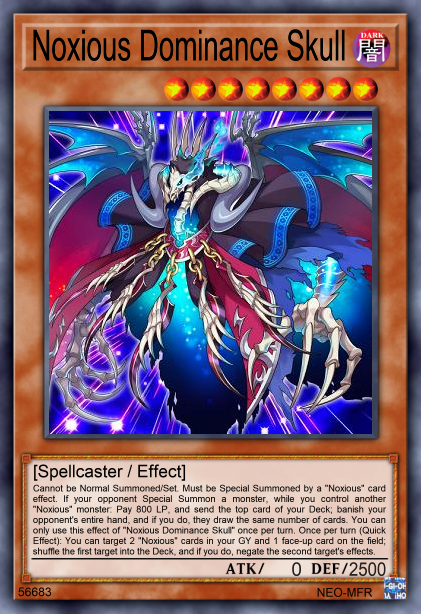 Noxious Dominance Skull
DARK
闇
[Spellcaster / Effect]
Cannot be Normal Summoned/Set. Must be Special Summoned by a "Noxious" card
effect. If your opponent Special Summon a monster, while you control another
"Noxious" monster: Pay 800 LP, and send the top card of your Deck; banish your
opponent's entire hand, and if you do, they draw the same number of cards. You can
only use this effect of "Noxious Dominance Skull" once per turn. Once per turn (Quick
Effect): You can target 2 "Noxious" cards in your GY and 1 face-up card on the field;
shuffle the first target into the Deck, and if you do, negate the second target's effects.
ATK/ 0 DEF/2500
56683 NEO-MFR